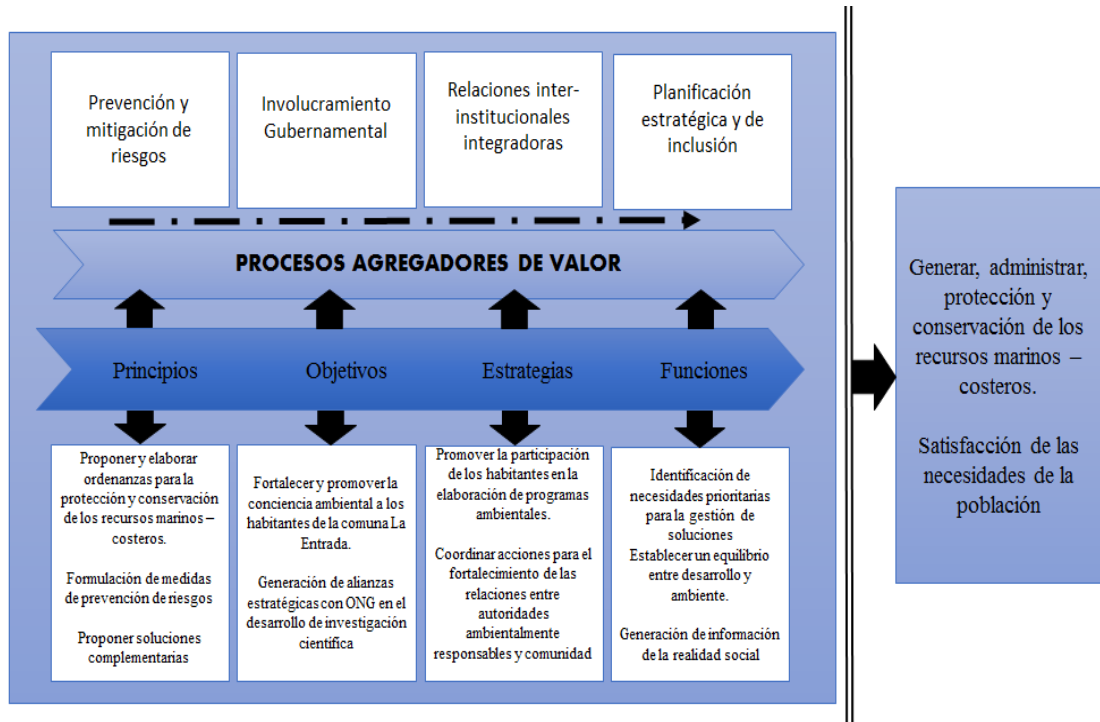 Prevención y
mitigación de
riesgos
Involucramiento
Gubernamental
Relaciones inter-
institucionales
integradoras
Planificación
estratégica y de
inclusión
PROCESOS AGREGADORES DE VALOR
Principios
Objetivos
Estrategias
Funciones
Proponer y elaborar
ordenanzas para la
protección y conservación
de los recursos marinos –
costeros.
Formulación de medidas
de prevención de riesgos
Proponer soluciones
complementarias
Fortalecer y promover la
conciencia ambiental a los
habitantes de la comuna La
Entrada.
Generación de alianzas
estratégicas con ONG en el
desarrollo de investigación
científica
Promover la participación
de los habitantes en la
elaboración de programas
ambientales.
Coordinar acciones para el
fortalecimiento de las
relaciones entre
autoridades
ambientalmente
responsables y comunidad
Identificación de
necesidades prioritarias
para la gestión de
soluciones
Establecer un equilibrio
entre desarrollo y
ambiente.
Generación de información
de la realidad social
Generar, administrar,
protección y
conservación de los
recursos marinos –
costeros.
Satisfacción de las
necesidades de la
población